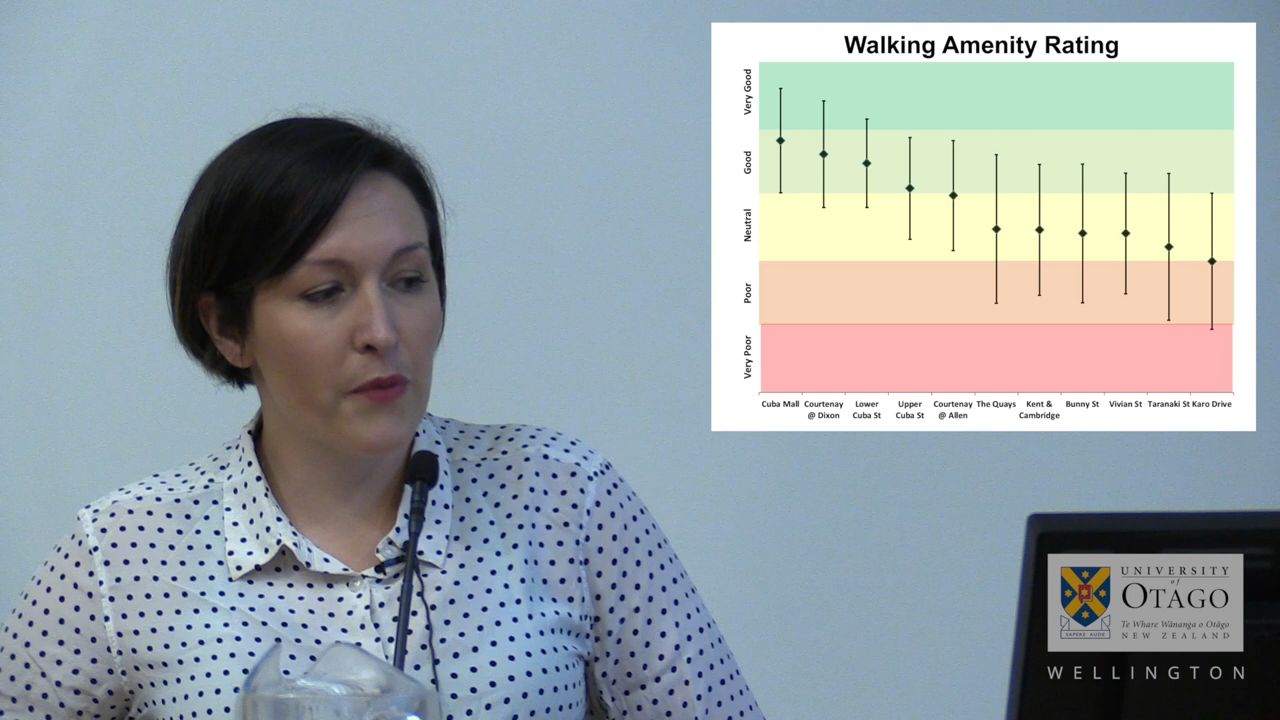 Walking Amenity Rating
Very Good
Good
Neutral
Poor
Very Poor
Cuba Mall
Courtenay
@ Dixon
Lower
Cuba St
Upper
Cuba St
Courtenay
@ Allen
The Quays
Kent &
Cambridge
Bunny St
Vivian St
Taranaki St
Karo Drive
UNIVERSITY
of
OTAGO
Te Whare Wānanga o Otāgo
NEW ZEALAND
SAPERE AUDE
WELLINGTON